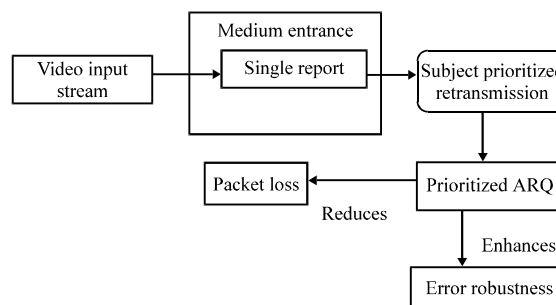 Medium entrance
Video input
stream
Single report
Subject prioritized
retransmission
Packet loss
Prioritized ARQ
Reduces
Enhances
Error robustness